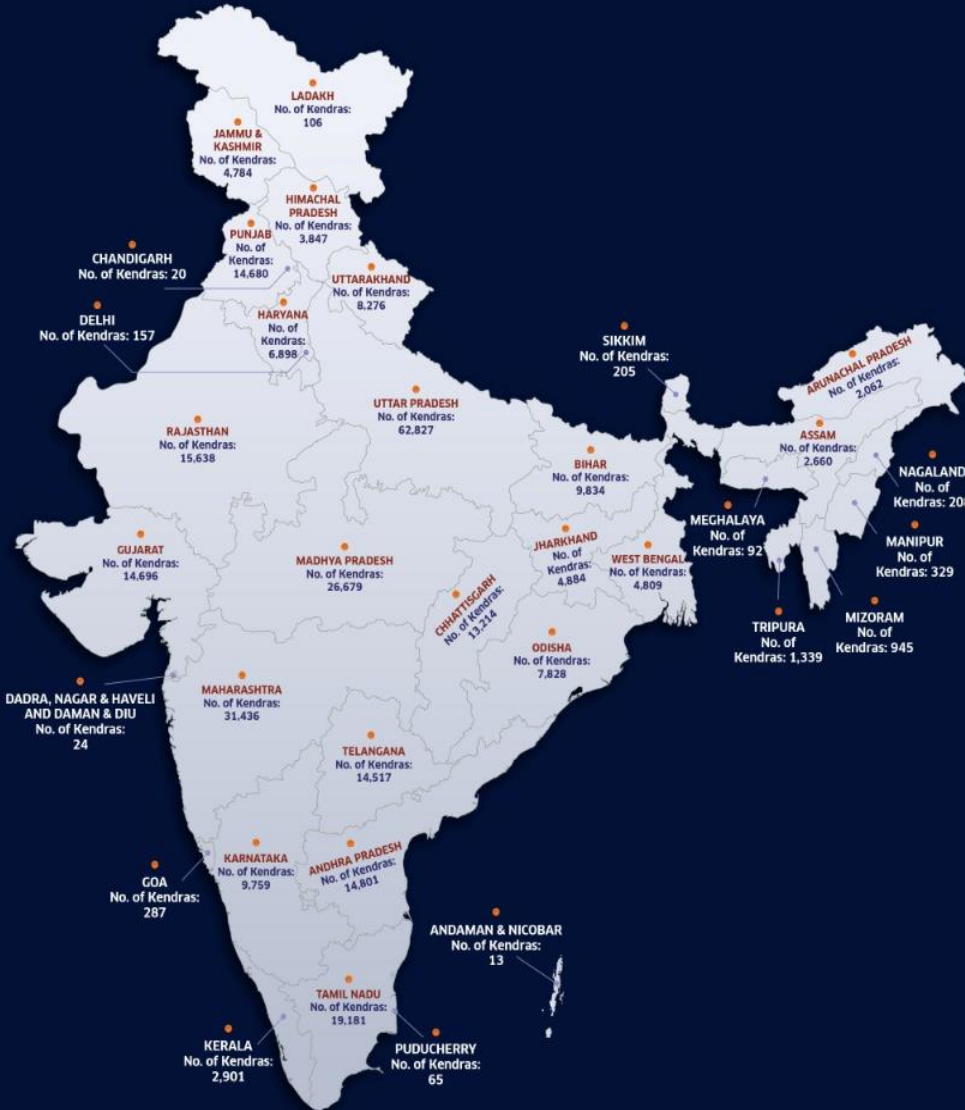 LADAKH
No. of Kendras:
106
JAMMU &
KASHMIR
No. of Kendras:
4,784
HIMACHAL
PRADESH
No. of Kendras:
3,847
PUNJAB
No. of
Kendras:
14,680
CHANDIGARH
No. of Kendras: 20
UTTARAKHAND
No. of Kendras:
8,276
DELHI
No. of Kendras: 157
HARYANA
No. of
Kendras:
6,898
SIKKIM
No. of Kendras:
205
ARUNACHAL PRADESH
No. of Kendras:
2,062
UTTAR PRADESH
No. of Kendras:
62,827
RAJASTHAN
No. of Kendras:
15,638
ASSAM
No. of Kendras:
2,660
BIHAR
No. of Kendras:
9,834
NAGALAND
No. of
Kendras: 208
MEGHALAYA
No. of
Kendras: 92
MANIPUR
No. of
Kendras: 329
GUJARAT
No. of Kendras:
14,696
MADHYA PRADESH
No. of Kendras:
26,679
JHARKHAND
No. of
Kendras:
4,884
WEST BENGAL
No. of Kendras:
4,809
CHHATTISGARH
No. of Kendras:
13,214
TRIPURA
No. of
Kendras: 1,339
MIZORAM
No. of
Kendras: 945
ODISHA
No. of Kendras:
7,828
DADRA, NAGAR & HAVELI
AND DAMAN & DIU
No. of Kendras:
24
MAHARASHTRA
No. of Kendras:
31,436
TELANGANA
No. of Kendras:
14,517
KARNATAKA
No. of Kendras:
9,759
ANDHRA PRADESH
No. of Kendras:
14,801
GOA
No. of Kendras:
287
ANDAMAN & NICOBAR
No. of Kendras:
13
TAMIL NADU
No. of Kendras:
19,181
KERALA
No. of Kendras:
2,901
PUDUCHERRY
No. of Kendras:
65